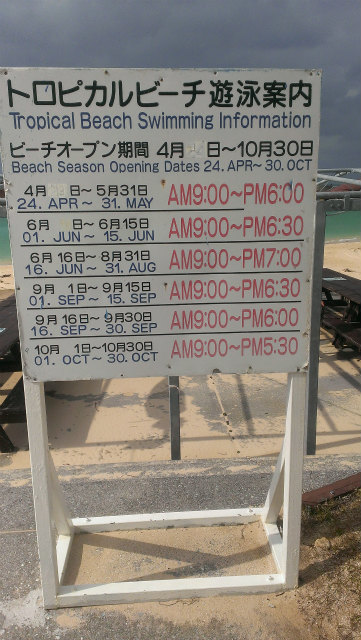 トロピカルビーチ遊泳案内
Tropical Beach Swimming Information
ビーチオープン期間 4月 日～10月30日
Beach Season Opening Dates 24. APR～ 30. OCT
4月 日～ 5月31日 AM9:00～PM6:00
24. APR ～ 31. MAY
6月 日～6月15日 AM9:00～PM6:30
01. JUN～ 15. JUN
6月 16日～ 8月31日 AM9:00～PM7:00
16. JUN ～ 31. AUG
9月 1日～9月15日 AM9:00～PM6:30
01. SEP～ 15. SEP
9月16日～ 9月30日 AM9:00～PM6:00
16. SEP ～ 30. SEP
10月 1日～10月30日 AM9:00～PM5:30
01. OCT～ 30. OCT